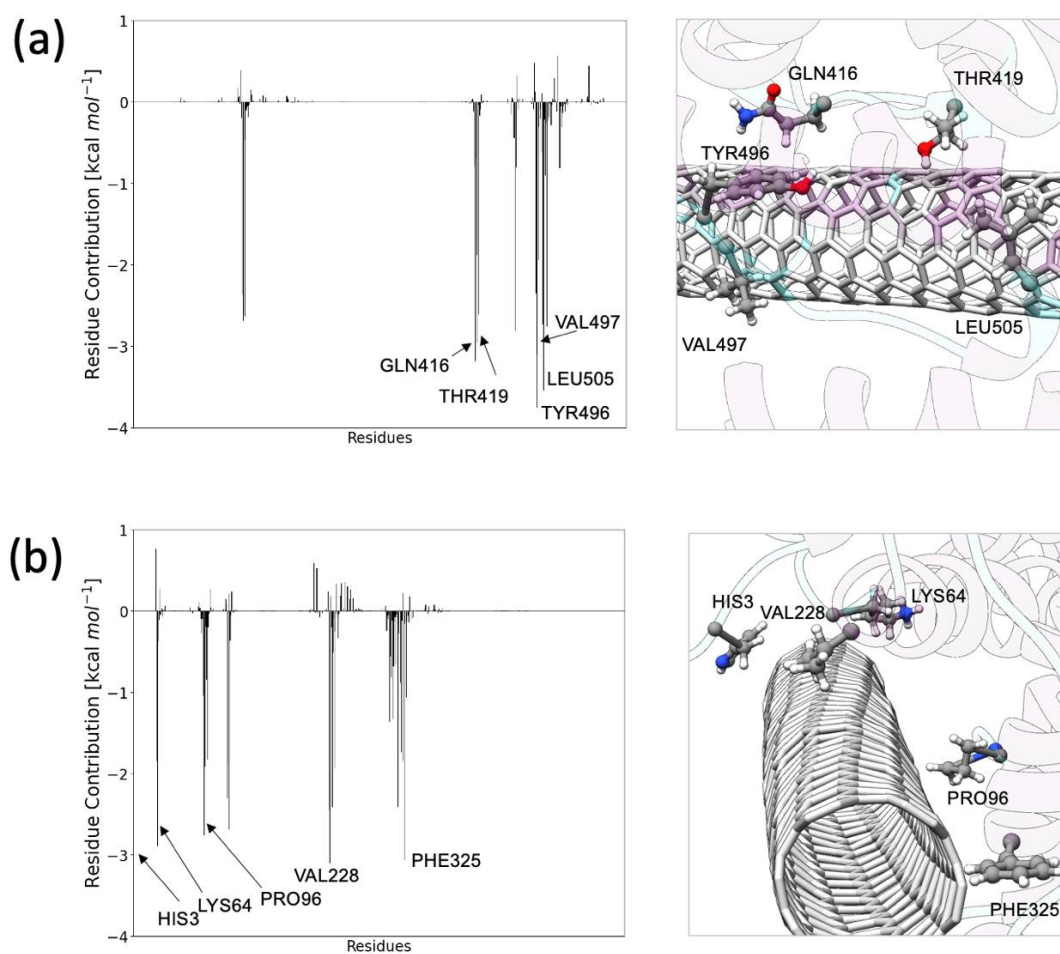 (a)
Residue Contribution [kcal mol⁻¹]
1
0
−1
−2
−3
−4
GLN416
THR419
VAL497
LEU505
TYR496
Residues
GLN416
THR419
TYR496
VAL497
LEU505
(b)
Residue Contribution [kcal mol⁻¹]
1
0
−1
−2
−3
−4
HIS3
LYS64
PRO96
VAL228
PHE325
Residues
HIS3
VAL228
LYS64
PRO96
PHE325